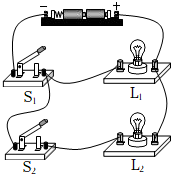 − +
S₁ L₁
S₂ L₂